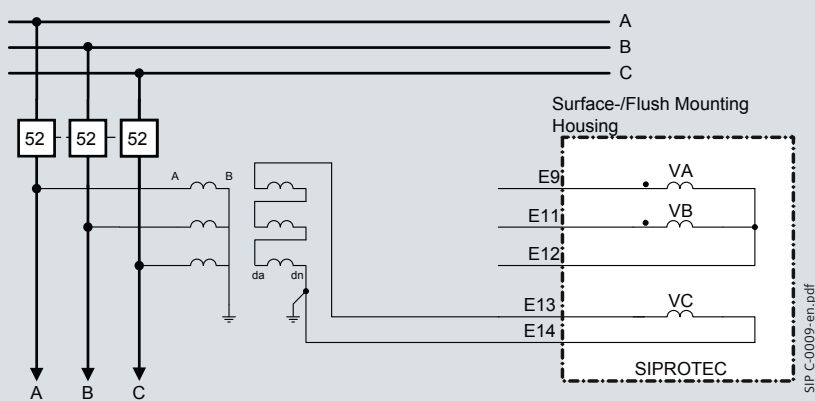 A
B
C
Surface-/Flush Mounting
Housing
52
52
52
A
B
E9
VA
E11
VB
E12
da
dn
E13
VC
E14
SIPROTEC
A
B
C
SIP C-0009-en.pdf